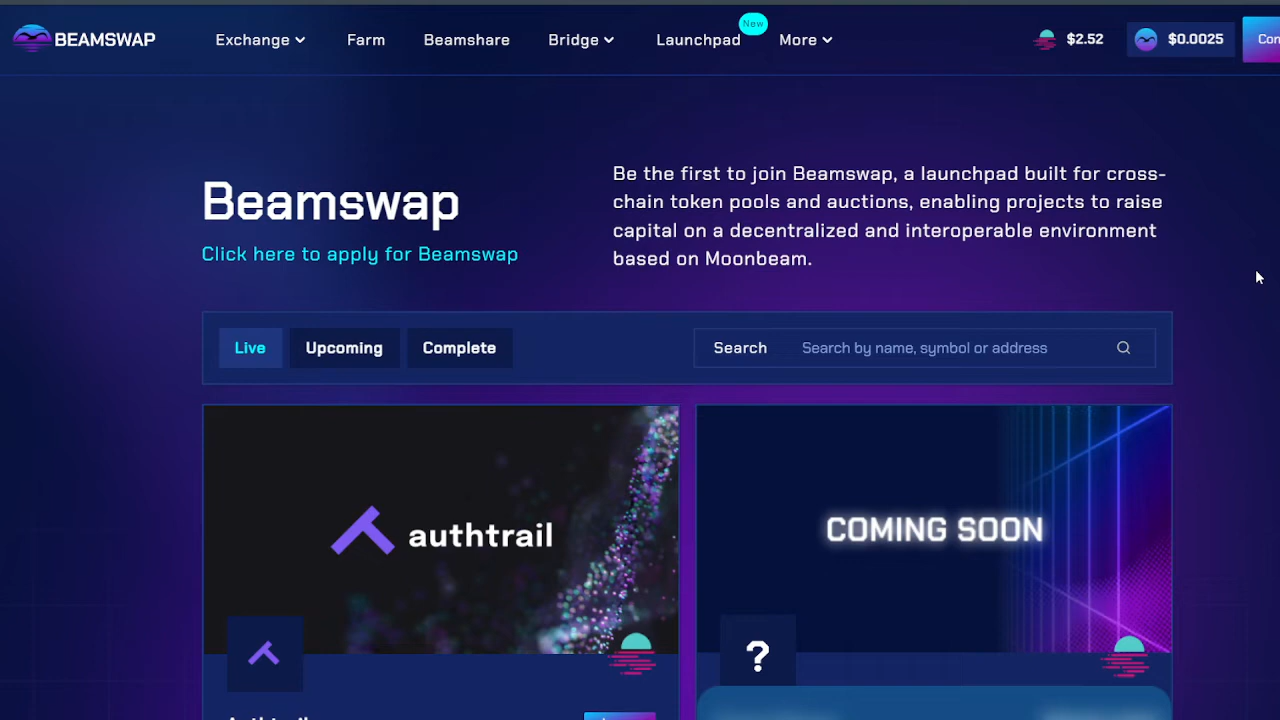 BEAMSWAP
Exchange
Farm
Beamshare
Bridge
Launchpad
New
More
$2.52
$0.0025
Con
Beamswap
Click here to apply for Beamswap
Be the first to join Beamswap, a launchpad built for cross-
chain token pools and auctions, enabling projects to raise
capital on a decentralized and interoperable environment
based on Moonbeam.
Live
Upcoming
Complete
Search
Search by name, symbol or address
authtrail
COMING SOON
?
Authtrail